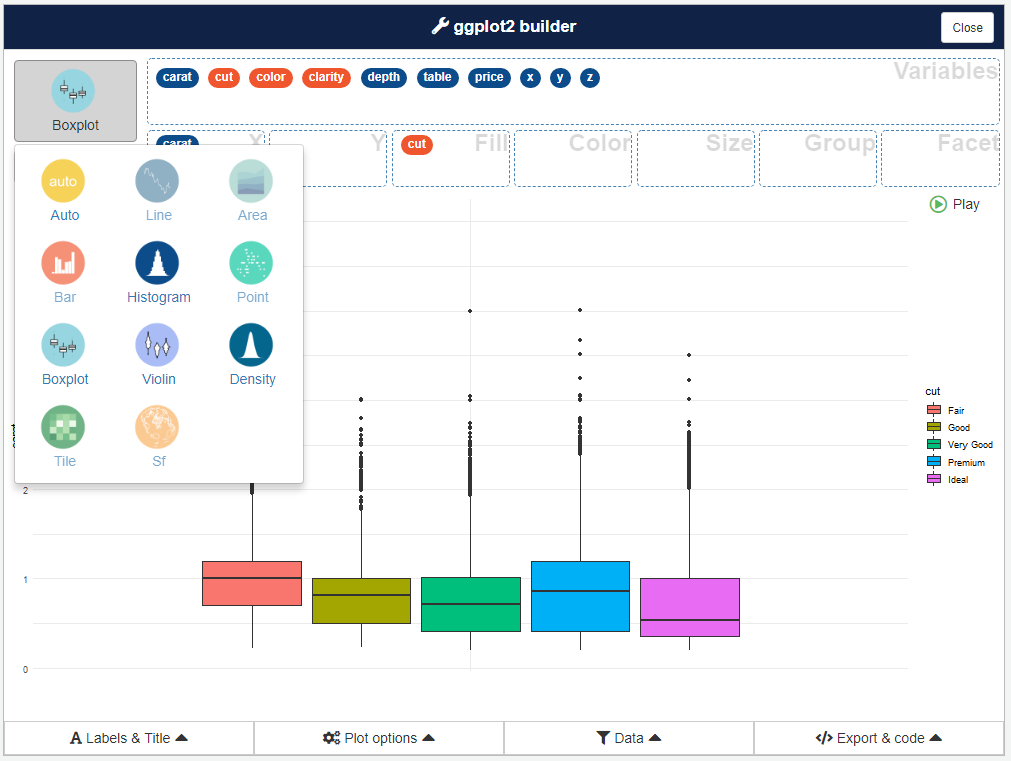 ggplot2 builder
Close
Boxplot
carat cut color clarity depth table price x y z
Variables
carat X
Y
cut Fill
Color
Size
Group
Facet
auto
Auto Line Area
Bar Histogram Point
Boxplot Violin Density
Tile Sf
Play
carat
2
1
0
cut
Fair
Good
Very Good
Premium
Ideal
Labels & Title Plot options Data Export & code